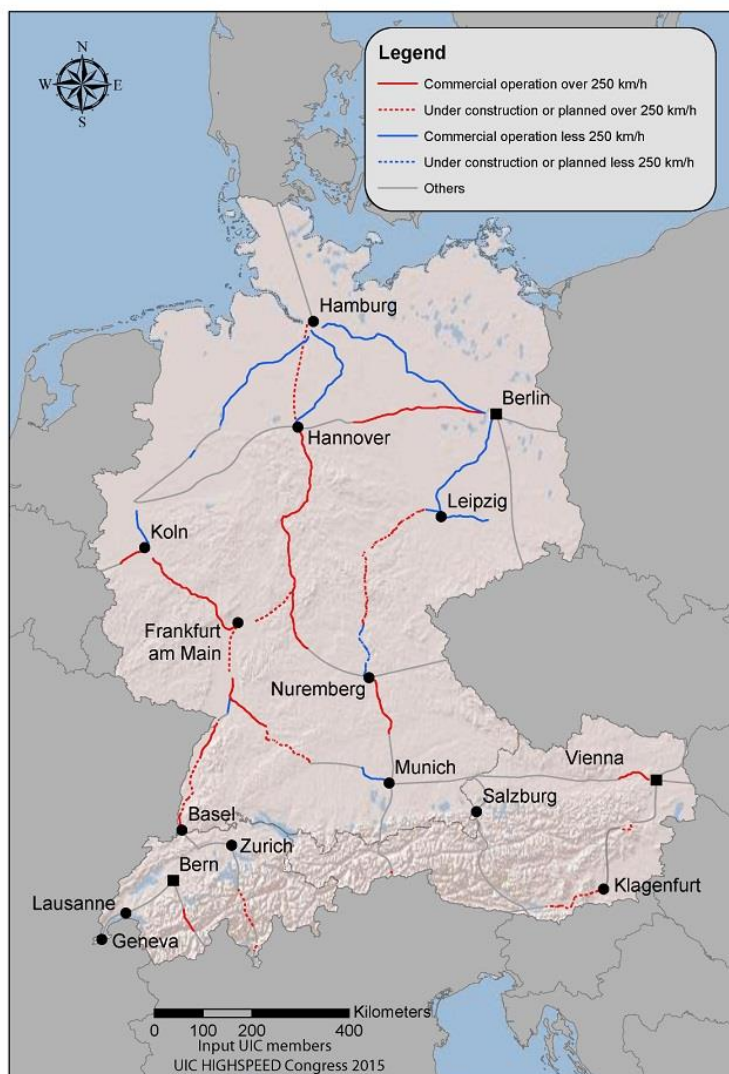 N
W
E
S
Legend
Commercial operation over 250 km/h
Under construction or planned over 250 km/h
Commercial operation less 250 km/h
Under construction or planned less 250 km/h
Others
Hamburg
Berlin
Hannover
Leipzig
Koln
Frankfurt
am Main
Nuremberg
Vienna
Munich
Salzburg
Basel
Zurich
Bern
Klagenfurt
Lausanne
Geneva
Kilometers
0 100 200 400
Input UIC members
UIC HIGHSPEED Congress 2015